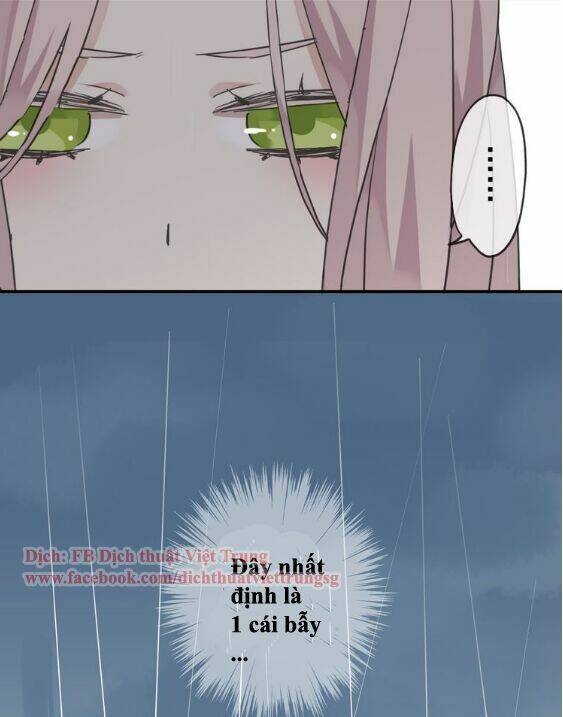 ......
Dịch: FB Dịch thuật Việt Trung
www.facebook.com/dichthuatviettrungsg
Đây nhất
định là
1 cái bẫy
...